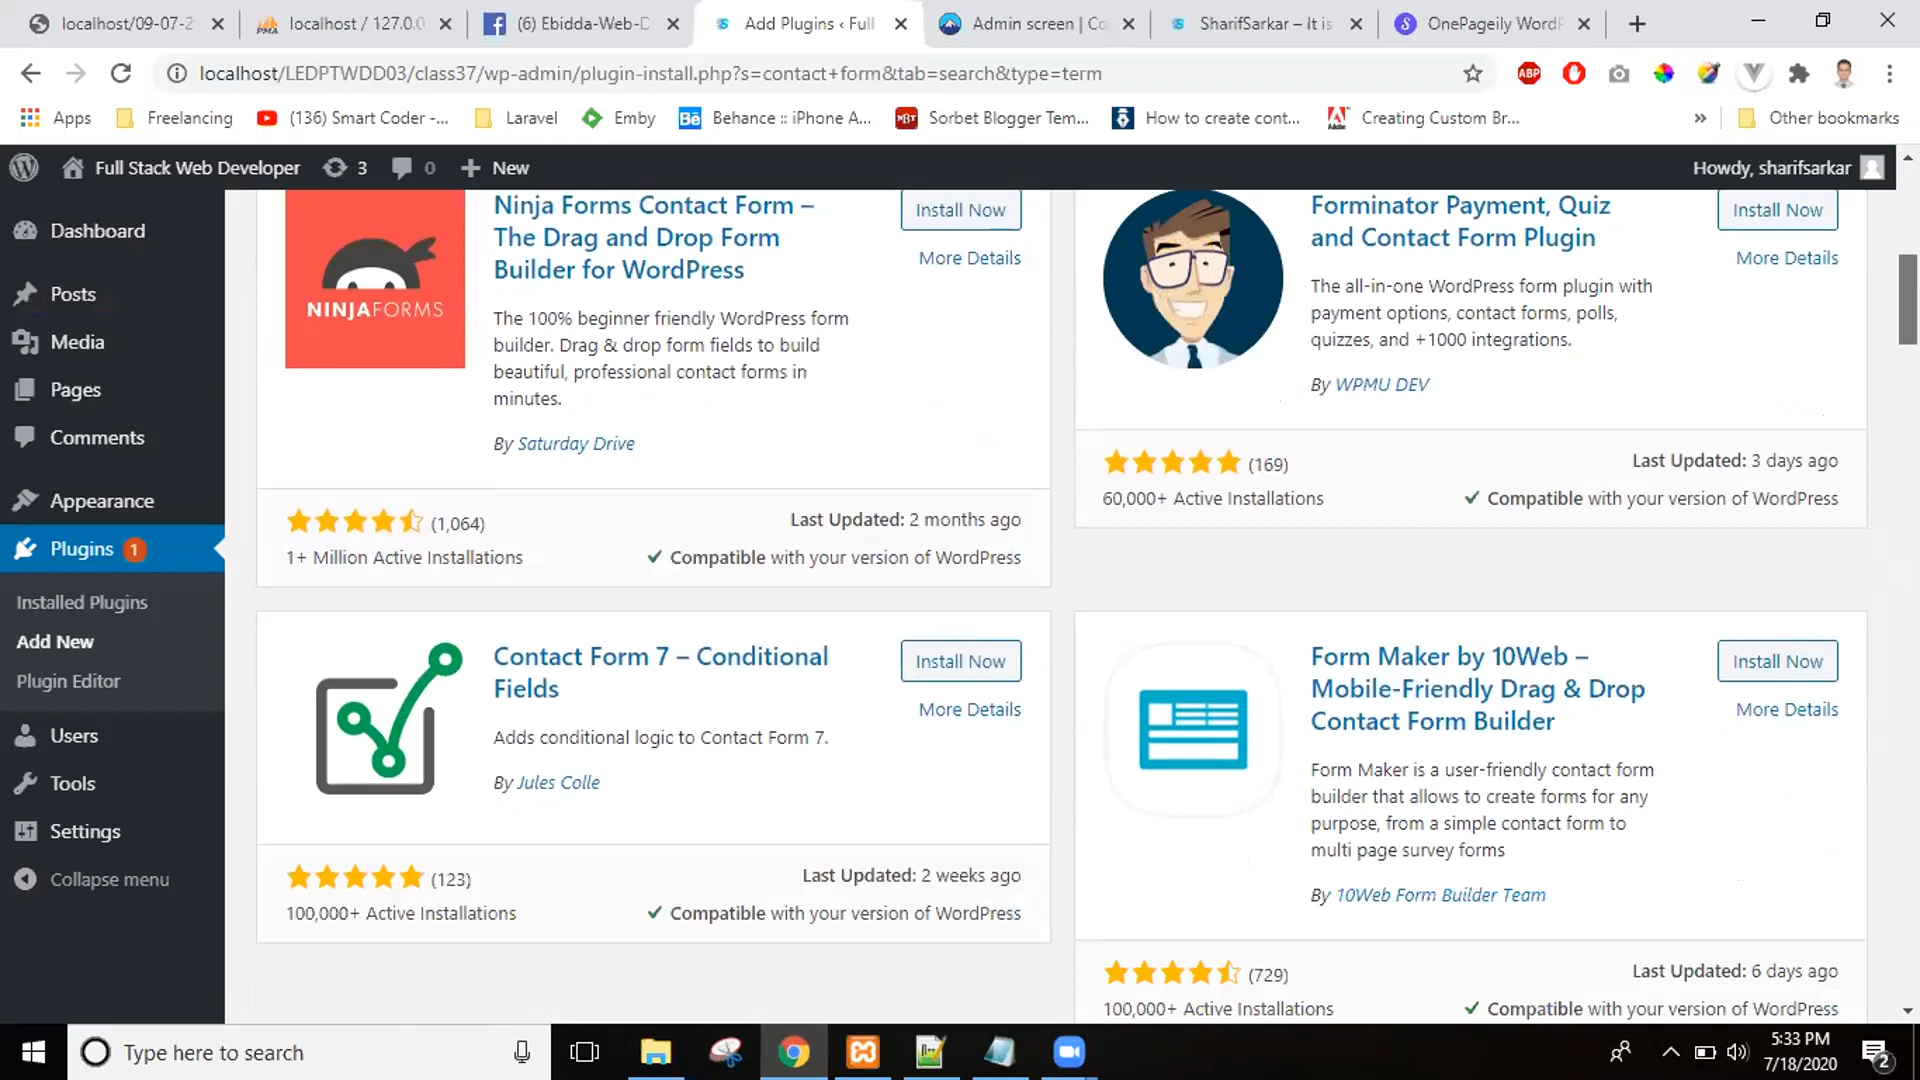 localhost/09-07-2
localhost / 127.0.0
(6) Ebidda-Web-D
Add Plugins ‹ Full
Admin screen | Co
SharifSarkar – It is
OnePageily WordP
localhost/LEDPTWDD03/class37/wp-admin/plugin-install.php?s=contact+form&tab=search&type=term
ABP
Apps
Freelancing
(136) Smart Coder -...
Laravel
Emby
Bē
Behance :: iPhone A...
Sorbet Blogger Tem...
How to create cont...
Creating Custom Br...
Other bookmarks
Full Stack Web Developer
3
0
New
Howdy, sharifsarkar
Dashboard
Posts
Media
Pages
Comments
Appearance
Plugins 1
Installed Plugins
Add New
Plugin Editor
Users
Tools
Settings
Collapse menu
NINJAFORMS
Ninja Forms Contact Form –
The Drag and Drop Form
Builder for WordPress
Install Now
More Details
The 100% beginner friendly WordPress form
builder. Drag & drop form fields to build
beautiful, professional contact forms in
minutes.
By Saturday Drive
(1,064)
Last Updated: 2 months ago
1+ Million Active Installations
Compatible with your version of WordPress
Forminator Payment, Quiz
and Contact Form Plugin
Install Now
More Details
The all-in-one WordPress form plugin with
payment options, contact forms, polls,
quizzes, and +1000 integrations.
By WPMU DEV
(169)
Last Updated: 3 days ago
60,000+ Active Installations
Compatible with your version of WordPress
Contact Form 7 – Conditional
Fields
Install Now
More Details
Adds conditional logic to Contact Form 7.
By Jules Colle
(123)
Last Updated: 2 weeks ago
100,000+ Active Installations
Compatible with your version of WordPress
Form Maker by 10Web –
Mobile-Friendly Drag & Drop
Contact Form Builder
Install Now
More Details
Form Maker is a user-friendly contact form
builder that allows to create forms for any
purpose, from a simple contact form to
multi page survey forms
By 10Web Form Builder Team
(729)
Last Updated: 6 days ago
100,000+ Active Installations
Compatible with your version of WordPress
Type here to search
5:33 PM
7/18/2020
2